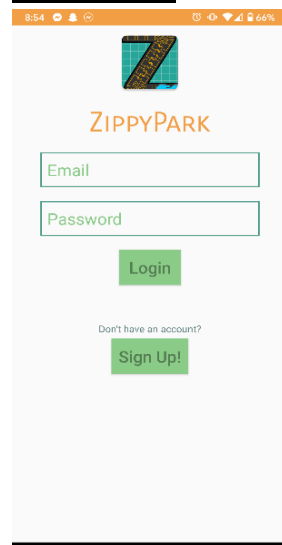 8:54 66%
ZIPPYPARK
Email
Password
Login
Don't have an account?
Sign Up!